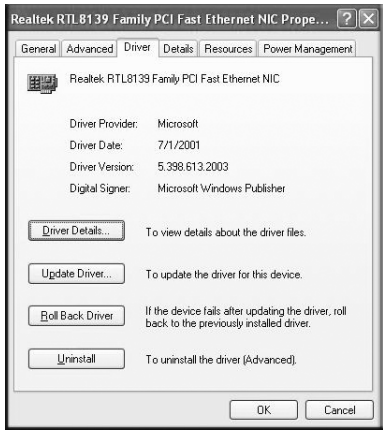 Realtek RTL8139 Family PCI Fast Ethernet NIC Prope... ? X
General Advanced Driver Details Resources Power Management
Realtek RTL8139 Family PCI Fast Ethernet NIC
Driver Provider: Microsoft
Driver Date: 7/1/2001
Driver Version: 5.398.613.2003
Digital Signer: Microsoft Windows Publisher
Driver Details... To view details about the driver files.
Update Driver... To update the driver for this device.
Roll Back Driver If the device fails after updating the driver, roll
back to the previously installed driver.
Uninstall To uninstall the driver (Advanced).
OK Cancel